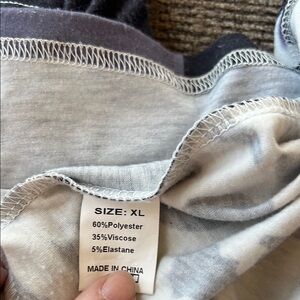 SIZE: XL
60%Polyester
35%Viscose
5%Elastane
MADE IN CHINA